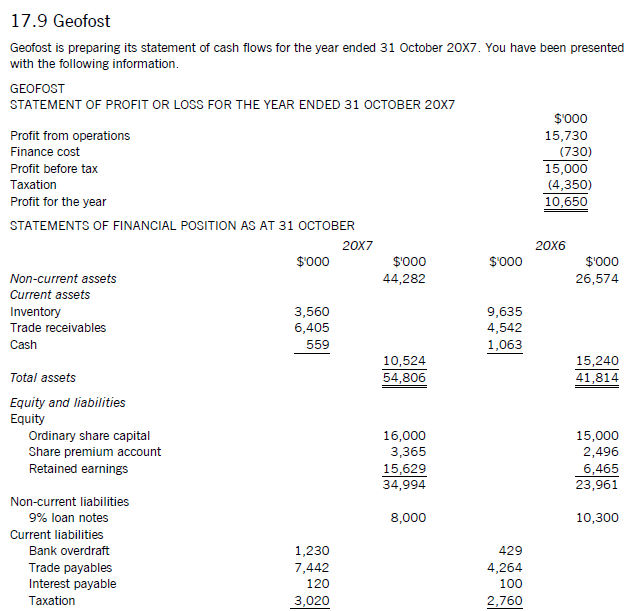 17.9 Geofost
Geofost is preparing its statement of cash flows for the year ended 31 October 20X7. You have been presented
with the following information.
GEOFOST
STATEMENT OF PROFIT OR LOSS FOR THE YEAR ENDED 31 OCTOBER 20X7
$'000
Profit from operations 15,730
Finance cost (730)
Profit before tax 15,000
Taxation (4,350)
Profit for the year 10,650
STATEMENTS OF FINANCIAL POSITION AS AT 31 OCTOBER
20X7 20X6
$'000 $'000 $'000 $'000
Non-current assets 44,282 26,574
Current assets
Inventory 3,560 9,635
Trade receivables 6,405 4,542
Cash 559 1,063
10,524 15,240
Total assets 54,806 41,814
Equity and liabilities
Equity
Ordinary share capital 16,000 15,000
Share premium account 3,365 2,496
Retained earnings 15,629 6,465
34,994 23,961
Non-current liabilities
9% loan notes 8,000 10,300
Current liabilities
Bank overdraft 1,230 429
Trade payables 7,442 4,264
Interest payable 120 100
Taxation 3,020 2,760